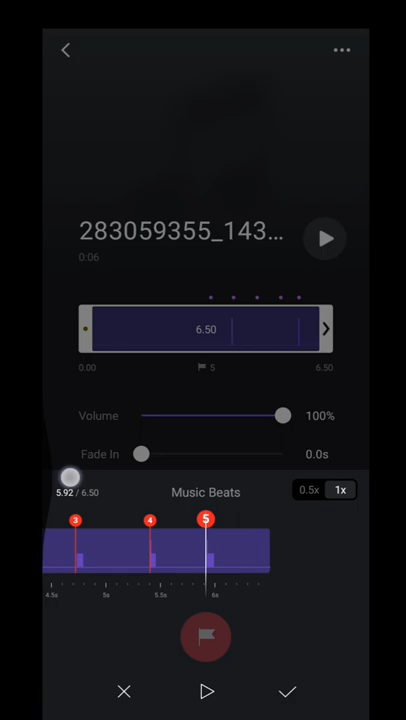 283059355_143...
0:06
6.50
0.00 5 6.50
Volume 100%
Fade In 0.0s
5.92 / 6.50 Music Beats 0.5x 1x
3 4 5
4.5s 5s 5.5s 6s